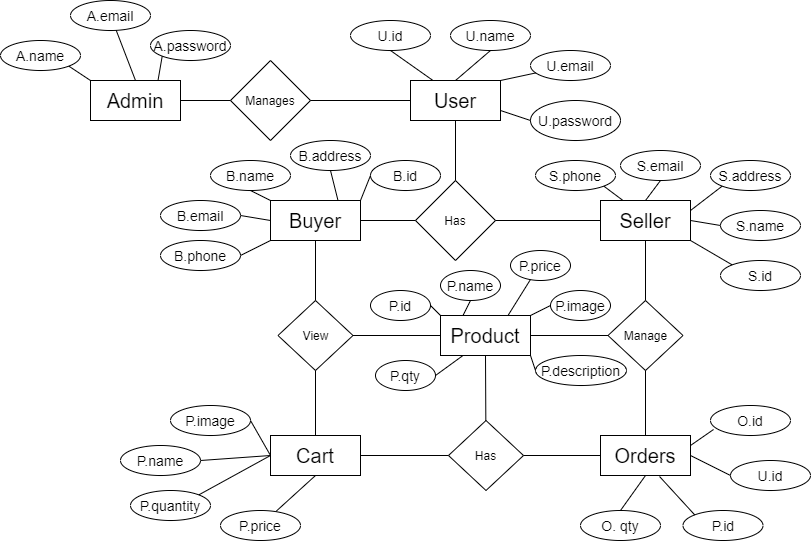 A.email
A.name
A.password
Admin
Manages
U.id
U.name
U.email
U.password
User
B.name
B.address
B.id
B.email
B.phone
Buyer
Has
S.phone
S.email
S.address
S.name
S.id
Seller
View
P.id
P.name
P.price
P.image
P.qty
P.description
Product
Manage
P.image
P.name
P.quantity
P.price
Cart
Has
Orders
O.id
U.id
O. qty
P.id